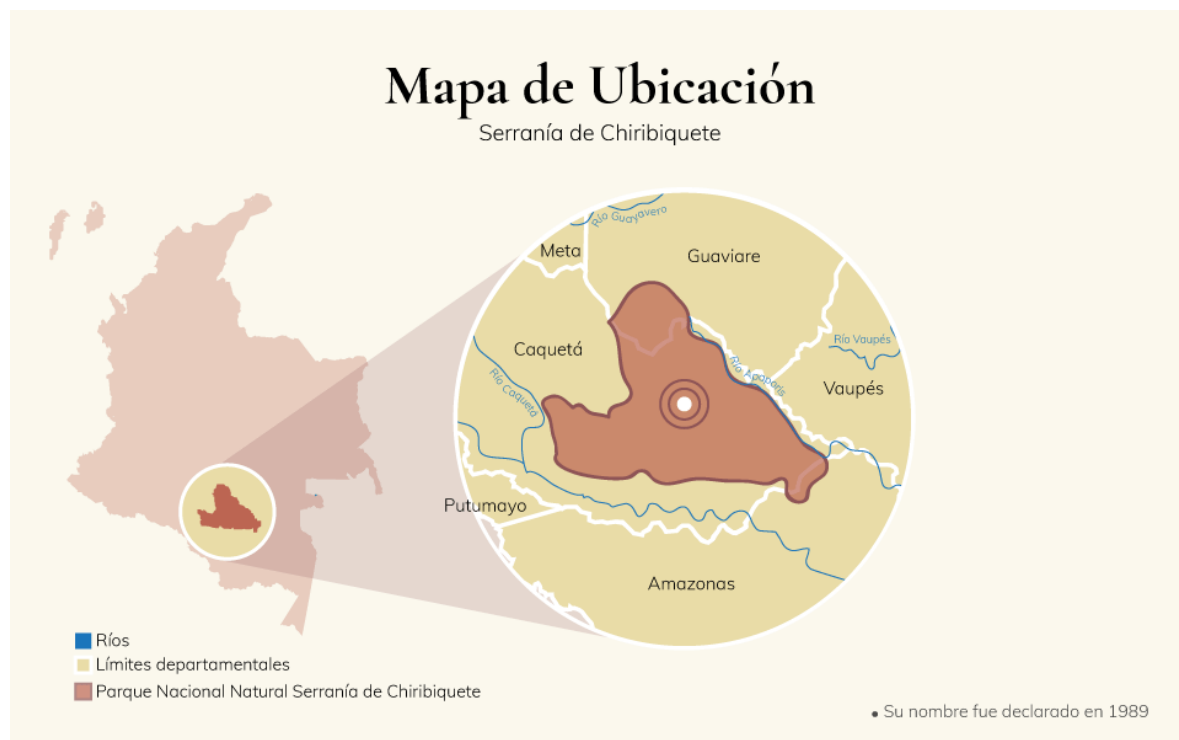 Mapa de Ubicación
Serranía de Chiribiquete
Río Guayavero
Meta
Guaviare
Río Vaupés
Caquetá
Río Apaporis
Río Caquetá
Vaupés
Putumayo
Amazonas
Ríos
Límites departamentales
Parque Nacional Natural Serranía de Chiribiquete
• Su nombre fue declarado en 1989